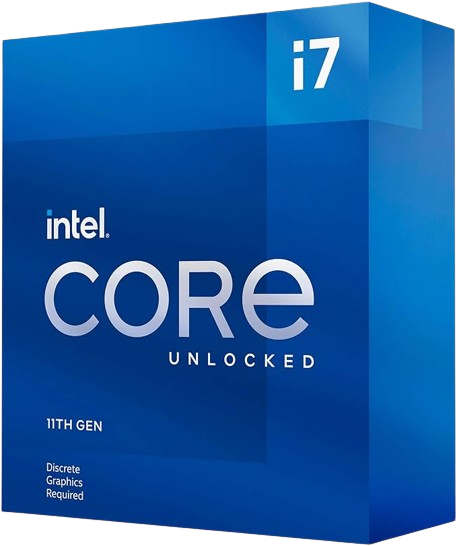 i7
intel.
CORE
UNLOCKED
11TH GEN
Discrete
Graphics
Required